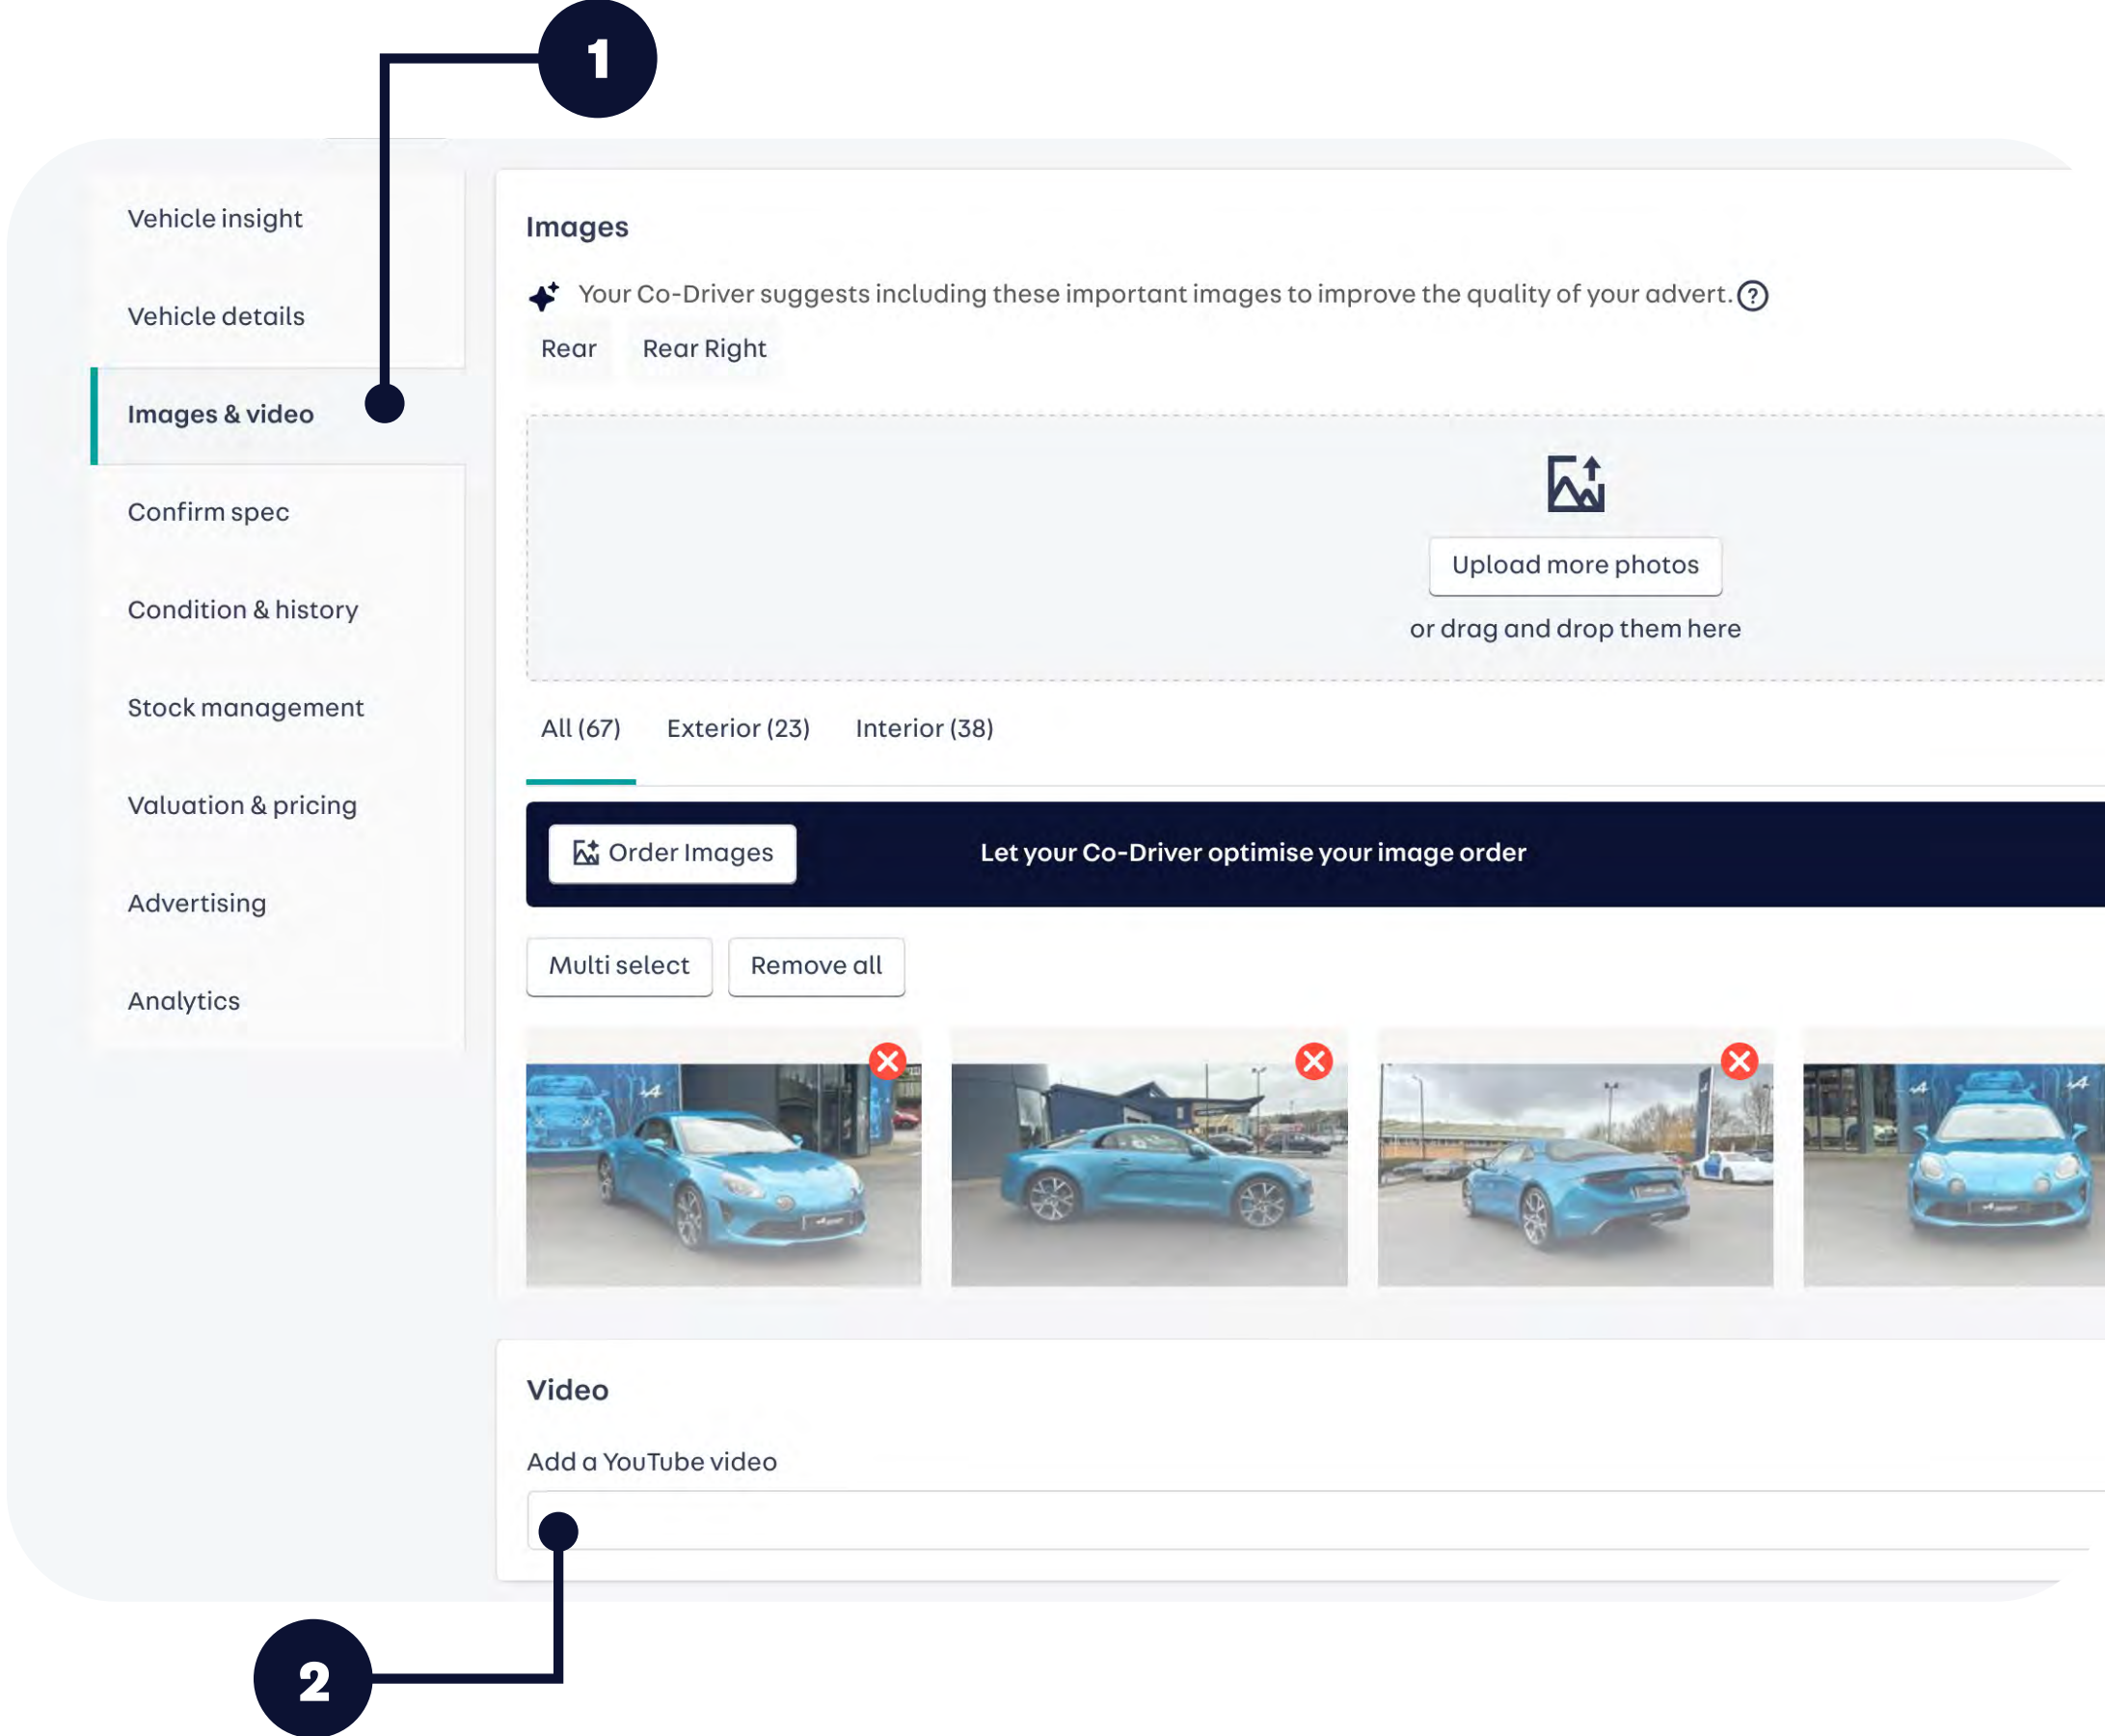 1
Vehicle insight
Vehicle details
Images & video
Confirm spec
Condition & history
Stock management
Valuation & pricing
Advertising
Analytics
Images
Your Co-Driver suggests including these important images to improve the quality of your advert. ?
Rear Rear Right
Upload more photos
or drag and drop them here
All (67) Exterior (23) Interior (38)
Order Images Let your Co-Driver optimise your image order
Multi select Remove all
Video
Add a YouTube video
2